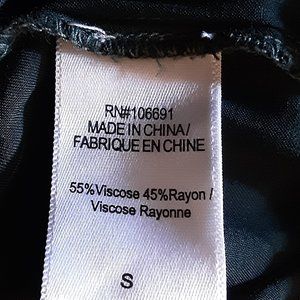 RN#106691
MADE IN CHINA/
FABRIQUE EN CHINE
55%Viscose 45%Rayon /
Viscose Rayonne
S